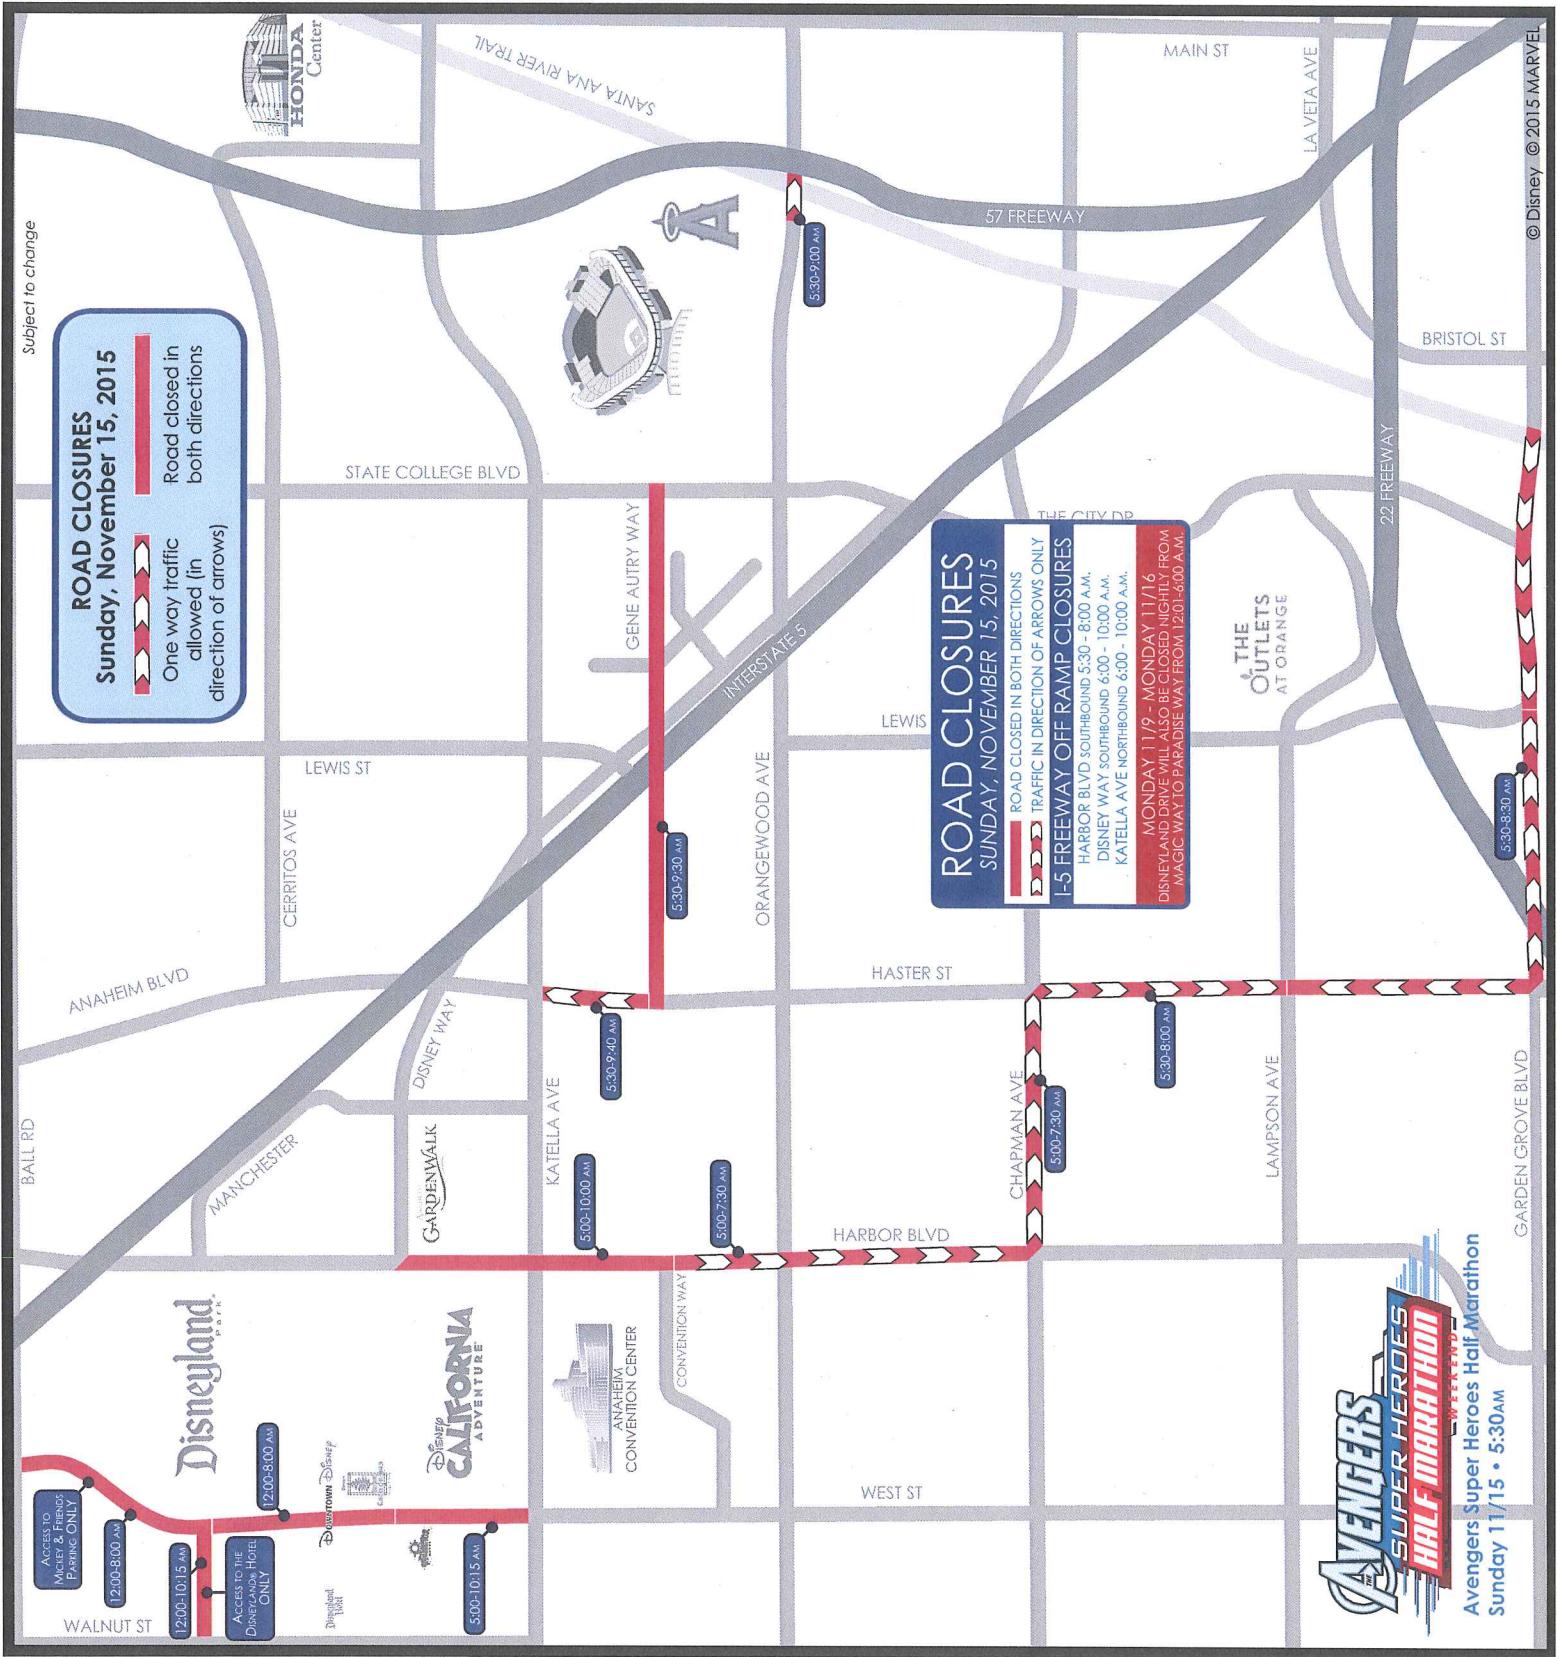 Subject to change
ROAD CLOSURES
Sunday, November 15, 2015
One way traffic
allowed (in
direction of arrows)
Road closed in
both directions
HONDA
Center
SANTA ANA RIVER TRAIL
MAIN ST
LA VETA AVE
© Disney © 2015 MARVEL
57 FREEWAY
5:30-9:00 AM
BRISTOL ST
22 FREEWAY
STATE COLLEGE BLVD
GENE AUTRY WAY
INTERSTATE 5
THE CITY DR
ROAD CLOSURES
SUNDAY, NOVEMBER 15, 2015
ROAD CLOSED IN BOTH DIRECTIONS
TRAFFIC IN DIRECTION OF ARROWS ONLY
I-5 FREEWAY OFF RAMP CLOSURES
HARBOR BLVD SOUTHBOUND 5:30 - 8:00 A.M.
DISNEY WAY SOUTHBOUND 6:00 - 10:00 A.M.
KATELLA AVE NORTHBOUND 6:00 - 10:00 A.M.
MONDAY 11/9 - MONDAY 11/16
DISNEYLAND DRIVE WILL ALSO BE CLOSED NIGHTLY FROM
MAGIC WAY TO PARADISE WAY FROM 12:01-6:00 A.M.
THE
OUTLETS
AT ORANGE
LEWIS
LEWIS ST
CERRITOS AVE
ORANGEWOOD AVE
5:30-9:30 AM
5:30-8:30 AM
ANAHEIM BLVD
HASTER ST
DISNEY WAY
5:30-9:40 AM
5:30-8:00 AM
BALL RD
MANCHESTER
GARDENWALK
KATELLA AVE
5:00-10:00 AM
5:00-7:30 AM
CHAPMAN AVE
5:00-7:30 AM
LAMPSON AVE
GARDEN GROVE BLVD
HARBOR BLVD
Disneyland
Park
DISNEY
CALIFORNIA
ADVENTURE
ANAHEIM
CONVENTION CENTER
CONVENTION WAY
ACCESS TO
MICKEY & FRIENDS
PARKING ONLY
12:00-8:00 AM
12:00-8:00 AM
DOWNTOWN DISNEY
WEST ST
12:00-10:15 AM
ACCESS TO THE
DISNEYLAND® HOTEL
ONLY
Disneyland
Hotel
5:00-10:15 AM
WALNUT ST
THE
AVENGERS
SUPER HEROES
HALF MARATHON
WEEKEND
Avengers Super Heroes Half Marathon
Sunday 11/15 • 5:30AM